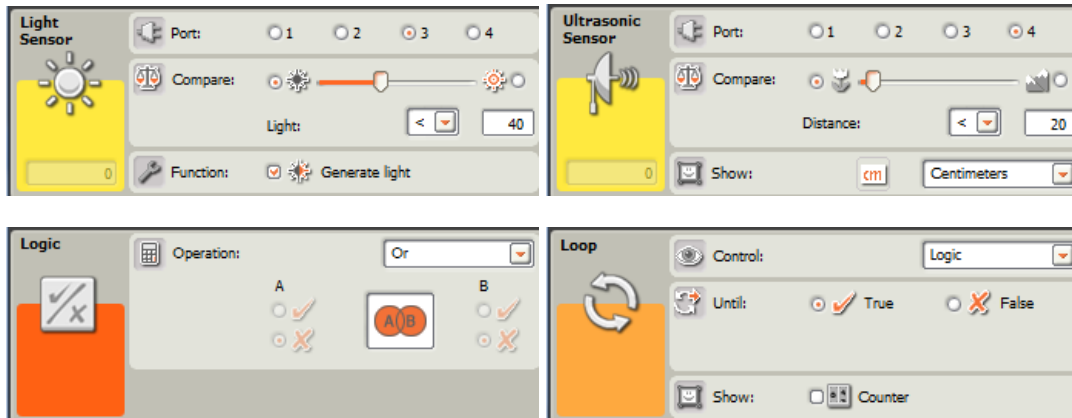 Light Sensor
Port: 1 2 3 4
Compare:
Light: < 40
0
Function: Generate light
Ultrasonic Sensor
Port: 1 2 3 4
Compare:
Distance: < 20
0
Show: cm Centimeters
Logic
Operation: Or
A B
A B
Loop
Control: Logic
Until: True False
Show: Counter